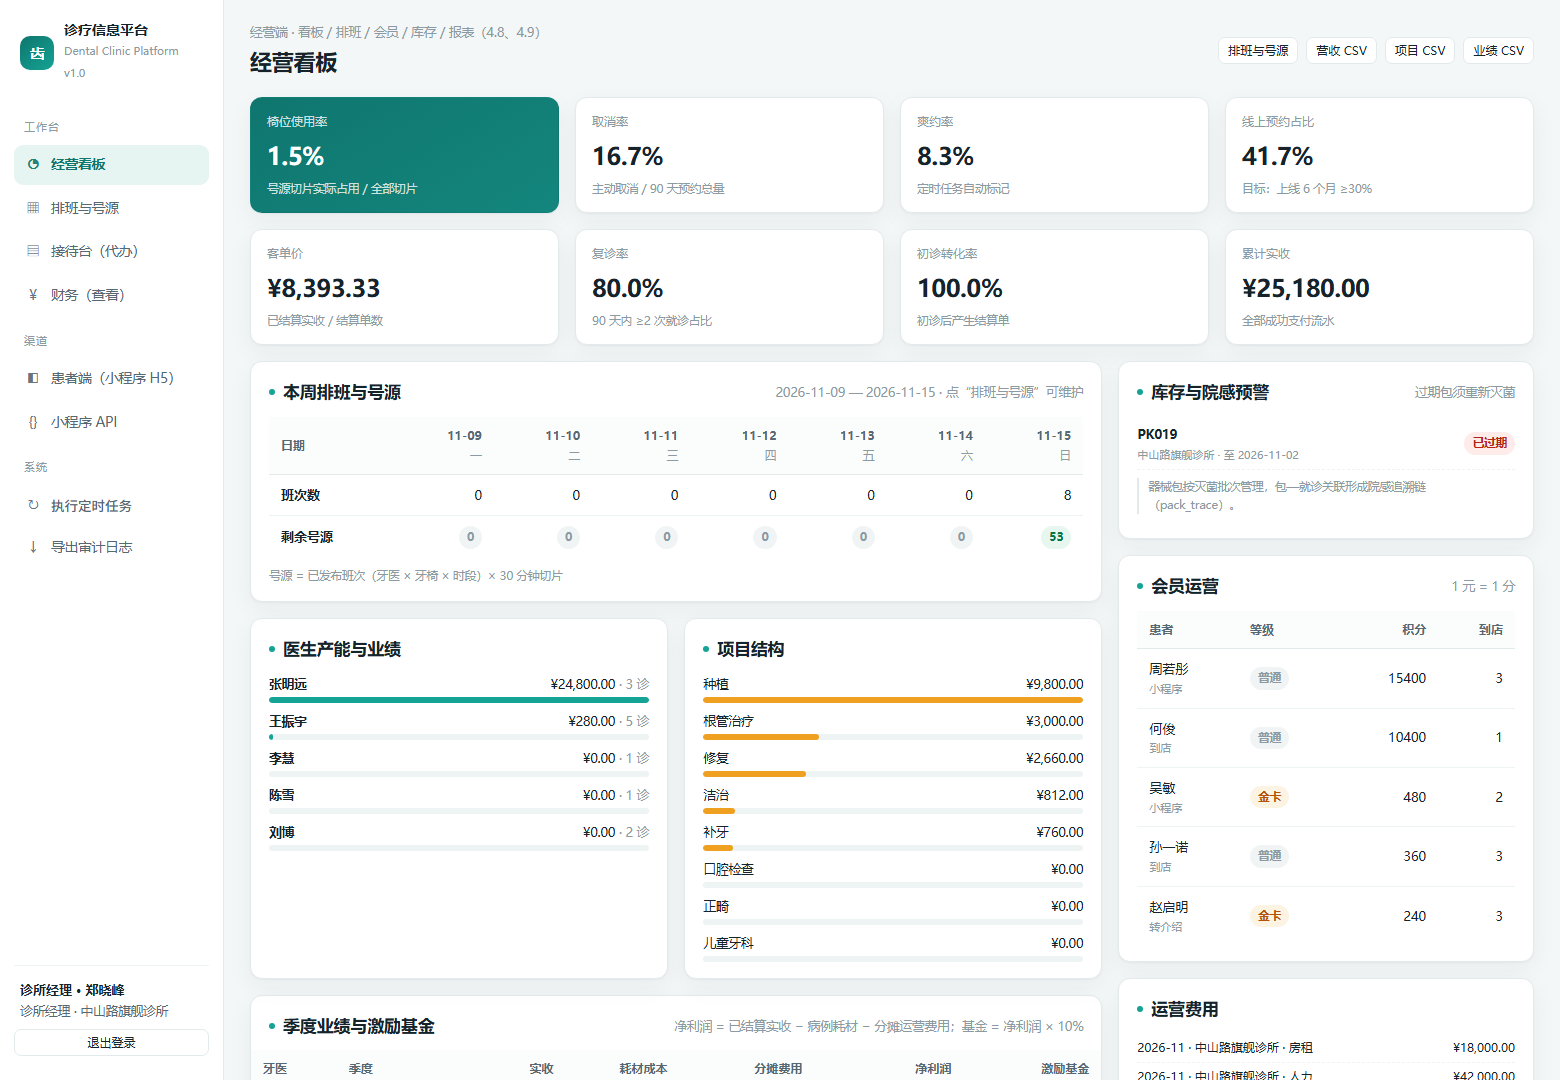 齿
诊疗信息平台
Dental Clinic Platform
v1.0
工作台
经营看板
排班与号源
接待台（代办）
¥ 财务（查看）
渠道
患者端（小程序 H5）
{} 小程序 API
系统
↻ 执行定时任务
↓ 导出审计日志
诊所经理 • 郑晓峰
诊所经理 · 中山路旗舰诊所
退出登录
经营端 · 看板 / 排班 / 会员 / 库存 / 报表（4.8、4.9）
经营看板
排班与号源
营收 CSV
项目 CSV
业绩 CSV
椅位使用率
1.5%
号源切片实际占用 / 全部切片
取消率
16.7%
主动取消 / 90 天预约总量
爽约率
8.3%
定时任务自动标记
线上预约占比
41.7%
目标：上线 6 个月 ≥30%
客单价
¥8,393.33
已结算实收 / 结算单数
复诊率
80.0%
90 天内 ≥2 次就诊占比
初诊转化率
100.0%
初诊后产生结算单
累计实收
¥25,180.00
全部成功支付流水
本周排班与号源
2026-11-09 — 2026-11-15 · 点“排班与号源”可维护
日期 11-09 一 11-10 二 11-11 三 11-12 四 11-13 五 11-14 六 11-15 日
班次数 0 0 0 0 0 0 8
剩余号源 0 0 0 0 0 0 53
号源 = 已发布班次（牙医 × 牙椅 × 时段）× 30 分钟切片
医生产能与业绩
张明远 ¥24,800.00 · 3 诊
王振宇 ¥280.00 · 5 诊
李慧 ¥0.00 · 1 诊
陈雪 ¥0.00 · 1 诊
刘博 ¥0.00 · 2 诊
项目结构
种植 ¥9,800.00
根管治疗 ¥3,000.00
修复 ¥2,660.00
洁治 ¥812.00
补牙 ¥760.00
口腔检查 ¥0.00
正畸 ¥0.00
儿童牙科 ¥0.00
季度业绩与激励基金
净利润 = 已结算实收 − 病例耗材 − 分摊运营费用；基金 = 净利润 × 10%
牙医 季度 实收 耗材成本 分摊费用 净利润 激励基金
库存与院感预警
过期包须重新灭菌
PK019
中山路旗舰诊所 · 至 2026-11-02
已过期
器械包按灭菌批次管理，包—就诊关联形成院感追溯链
（pack_trace）。
会员运营
1 元 = 1 分
患者 等级 积分 到店
周若彤 小程序 普通 15400 3
何俊 到店 普通 10400 1
吴敏 小程序 金卡 480 2
孙一诺 到店 普通 360 3
赵启明 转介绍 金卡 240 3
运营费用
2026-11 · 中山路旗舰诊所 · 房租 ¥18,000.00
2026-11 · 中山路旗舰诊所 · 人力 ¥42,000.00